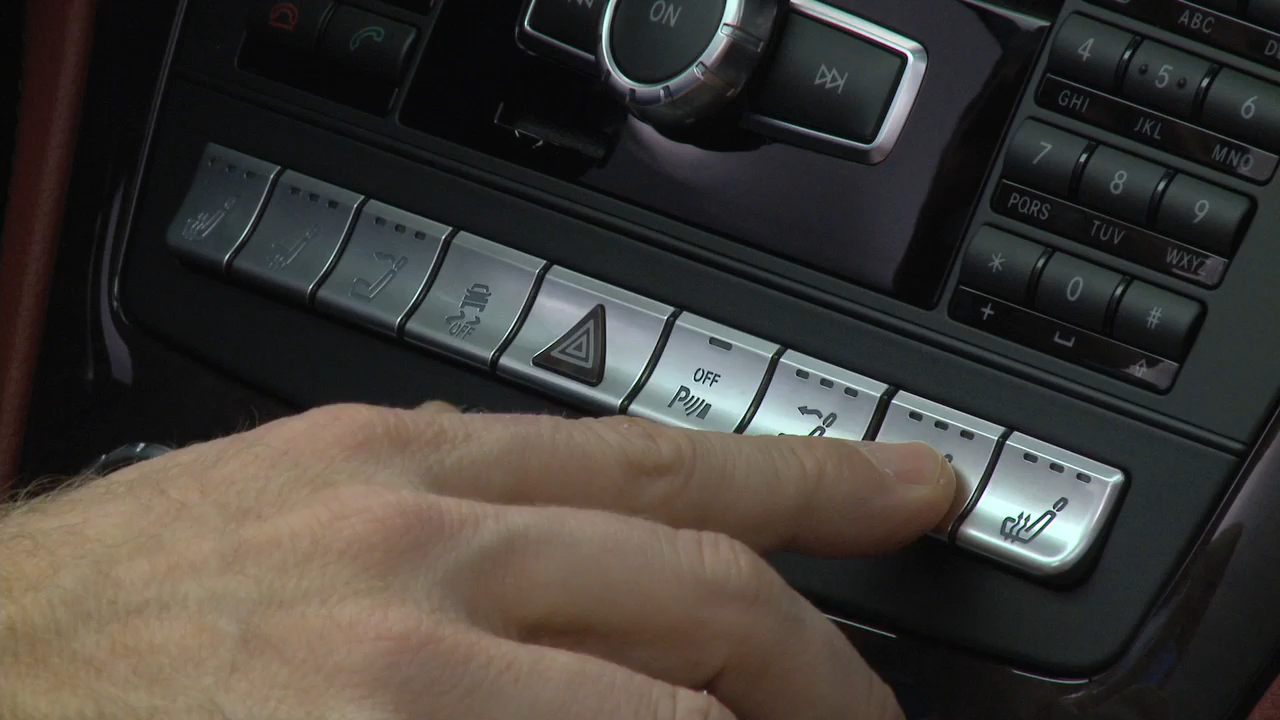 ON
ABC
4 5 6
GHI JKL MNO
7 8 9
PQRS TUV WXYZ
* 0 #
+
OFF
OFF
P